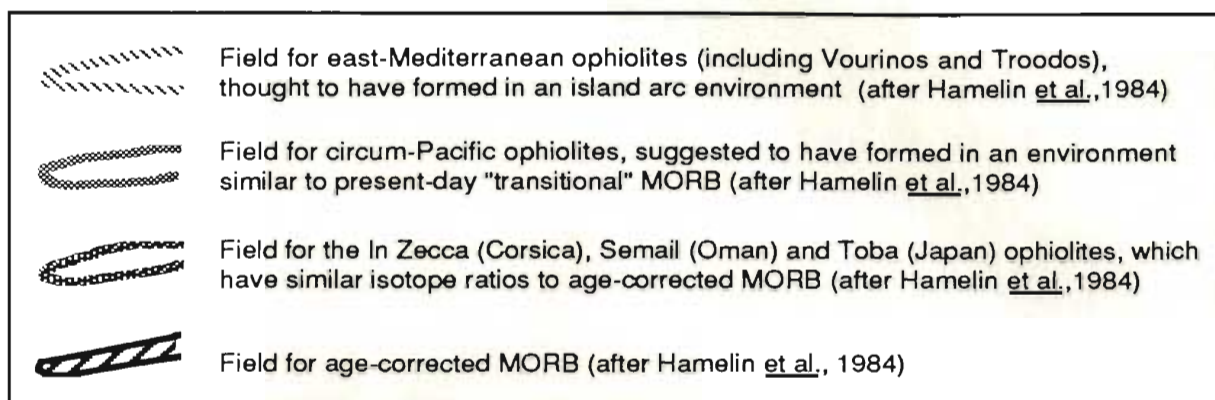 Field for east-Mediterranean ophiolites (including Vourinos and Troodos),
thought to have formed in an island arc environment (after Hamelin et al.,1984)
Field for circum-Pacific ophiolites, suggested to have formed in an environment
similar to present-day "transitional" MORB (after Hamelin et al.,1984)
Field for the In Zecca (Corsica), Semail (Oman) and Toba (Japan) ophiolites, which
have similar isotope ratios to age-corrected MORB (after Hamelin et al.,1984)
Field for age-corrected MORB (after Hamelin et al., 1984)